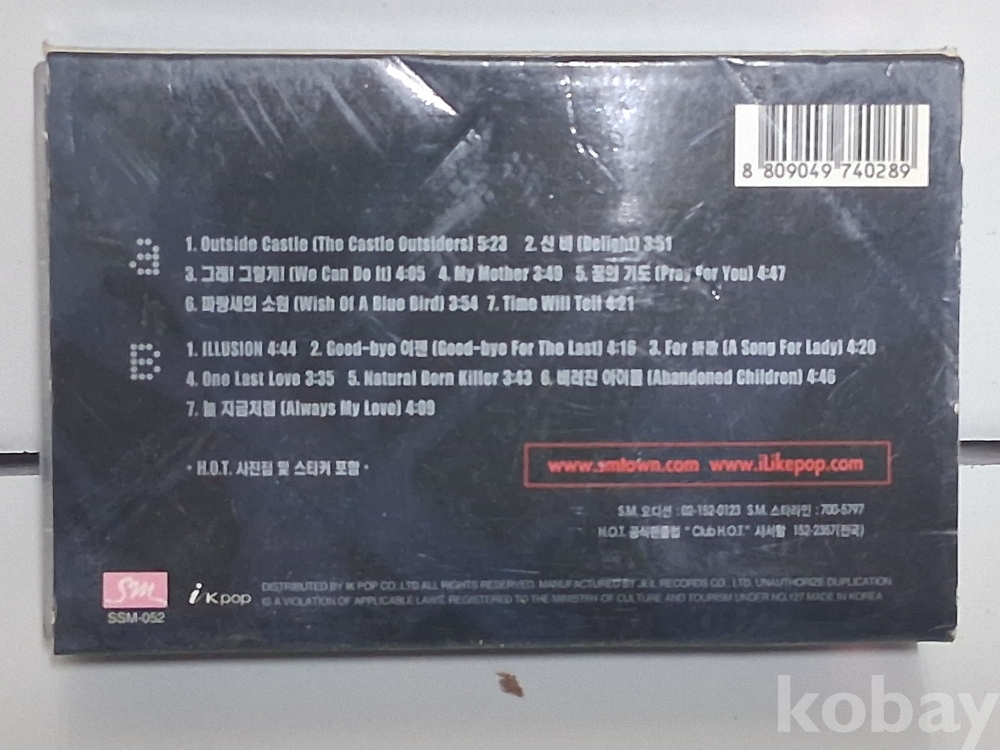 8 809049 740289
a 1. Outside Castle (The Castle Outsiders) 5:23 2. 신 비 (Delight) 3:51
3. 그래! 그렇게! (We Can Do It) 4:05 4. My Mother 3:49 5. 꿈의 기도 (Pray For You) 4:47
6. 파랑새의 소원 (Wish Of A Blue Bird) 3:54 7. Time Will Tell 4:21
B 1. ILLUSION 4:44 2. Good-bye 이젠 (Good-bye For The Last) 4:16 3. For 연歌 (A Song For Lady) 4:20
4. One Last Love 3:35 5. Natural Born Killer 3:43 6. 버려진 아이들 (Abandoned Children) 4:46
7. 늘 지금처럼 (Always My Love) 4:09
· H.O.T. 사진집 및 스티커 포함 ·
www.smtown.com www.iLikepop.com
S.M. 오디션 : 02-152-0123 S.M. 스타라인 : 700-5797
H.O.T. 공식팬클럽 "Club H.O.T." 사서함 152-2357(전국)
SM i K pop DISTRIBUTED BY IK POP CO., LTD ALL RIGHTS RESERVED. MANUFACTURED BY JEIL RECORDS CO., LTD. UNAUTHORIZE DUPLICATION
IS A VIOLATION OF APPLICABLE LAWS. REGISTERED TO THE MINISTRY OF CULTURE AND TOURISM UNDER NO.137 MADE IN KOREA
SSM-052
kobay